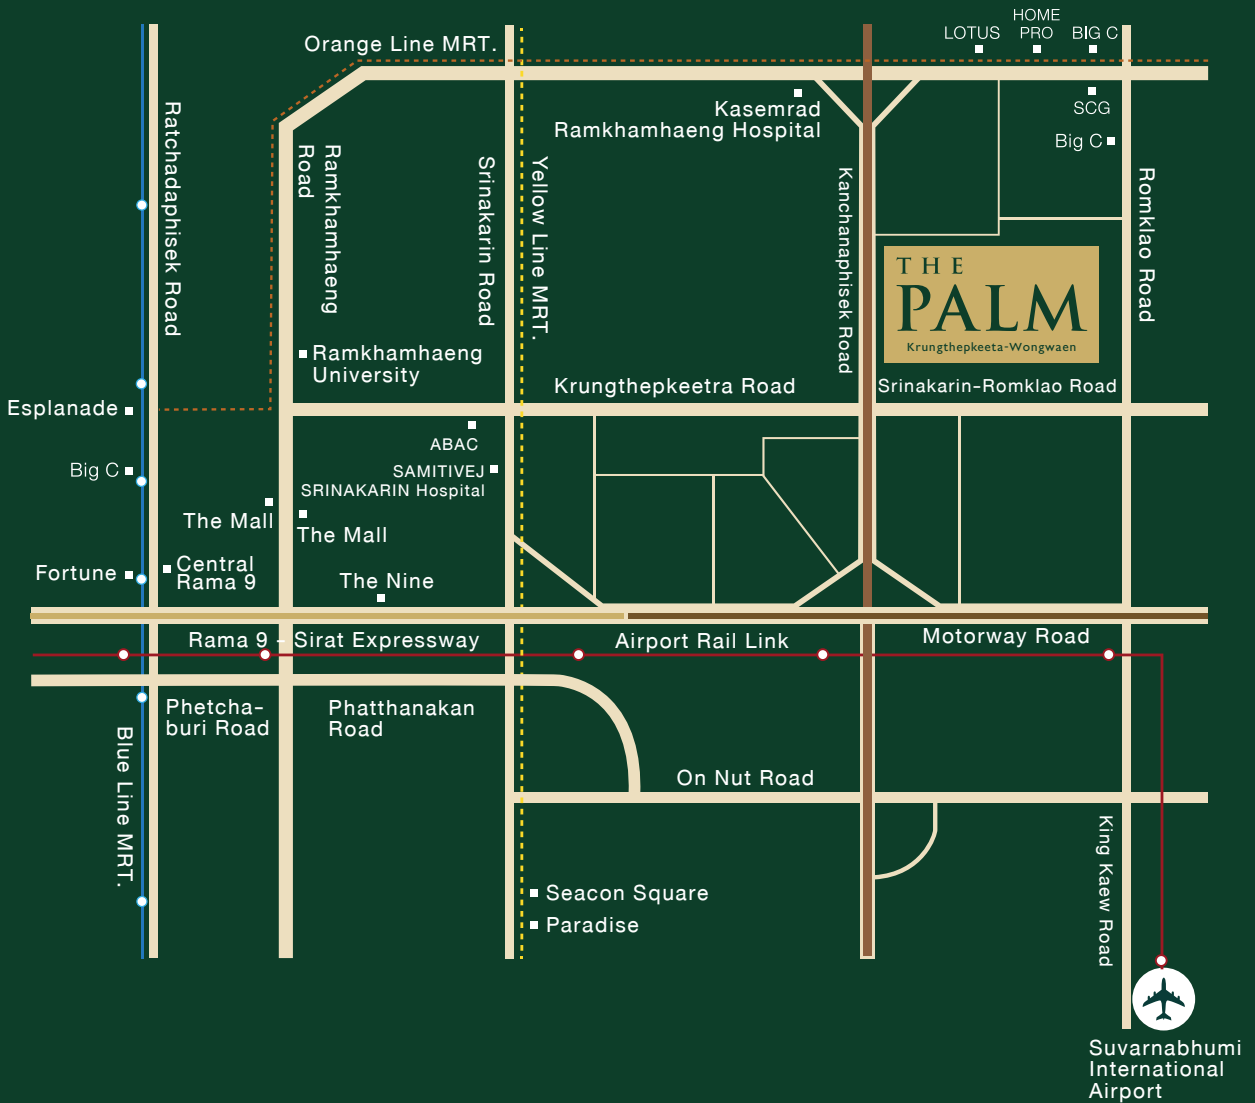 HOME
PRO
LOTUS
BIG C
Orange Line MRT.
SCG
Kasemrad
Ramkhamhaeng Hospital
Big C
Ratchadaphisek Road
Ramkhamhaeng
Road
Srinakarin Road
Yellow Line MRT.
Kanchanaphisek Road
Romklao Road
THE
PALM
Krungthepkeeta-Wongwaen
Ramkhamhaeng
University
Krungthepkeetra Road
Srinakarin-Romklao Road
Esplanade
ABAC
Big C
SAMITIVEJ
SRINAKARIN Hospital
The Mall
The Mall
Fortune
Central
Rama 9
The Nine
Rama 9 - Sirat Expressway
Airport Rail Link
Motorway Road
Phetcha-
buri Road
Phatthanakan
Road
Blue Line MRT.
On Nut Road
King Kaew Road
Seacon Square
Paradise
Suvarnabhumi
International
Airport